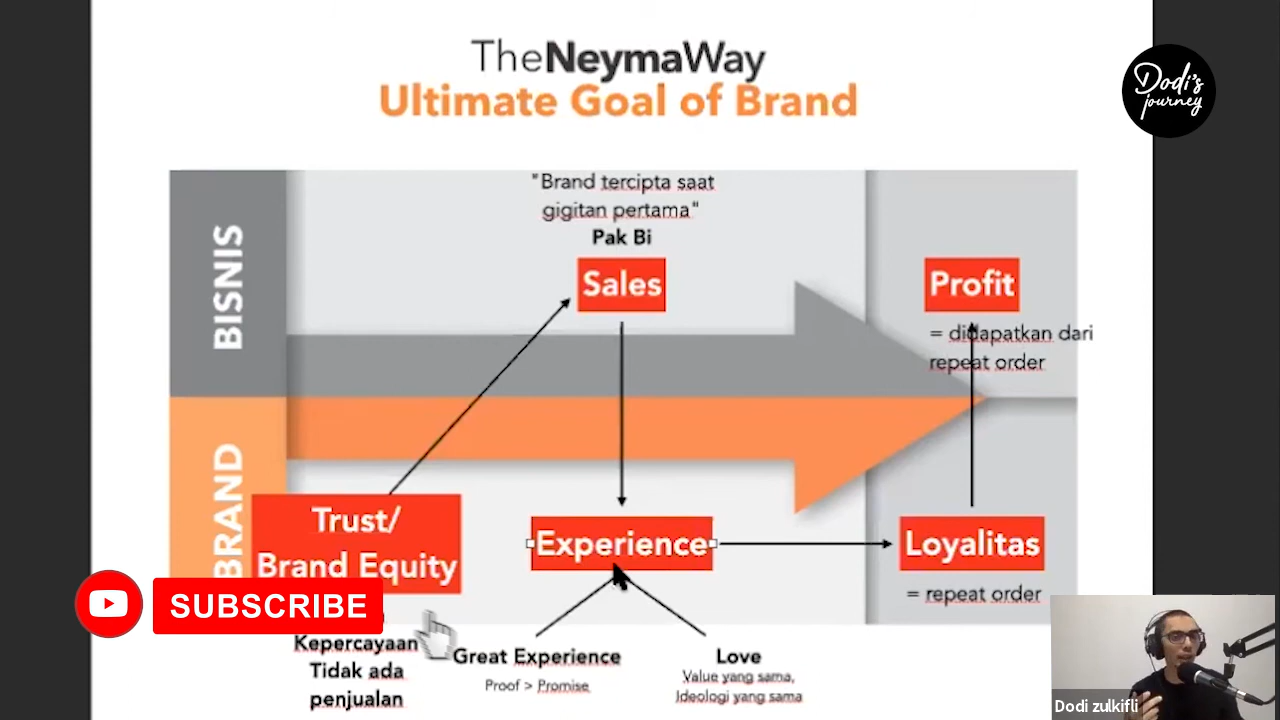 TheNeymaWay
Ultimate Goal of Brand
Dodi's
journey
BISNIS
"Brand tercipta saat
gigitan pertama"
Pak Bi
Sales
Profit
= didapatkan dari
repeat order
BRAND
Trust/
Brand Equity
Experience
Loyalitas
= repeat order
SUBSCRIBE
Kepercayaan
Tidak ada
penjualan
Great Experience
Proof > Promise
Love
Value yang sama,
Ideologi yang sama
Dodi zulkifli